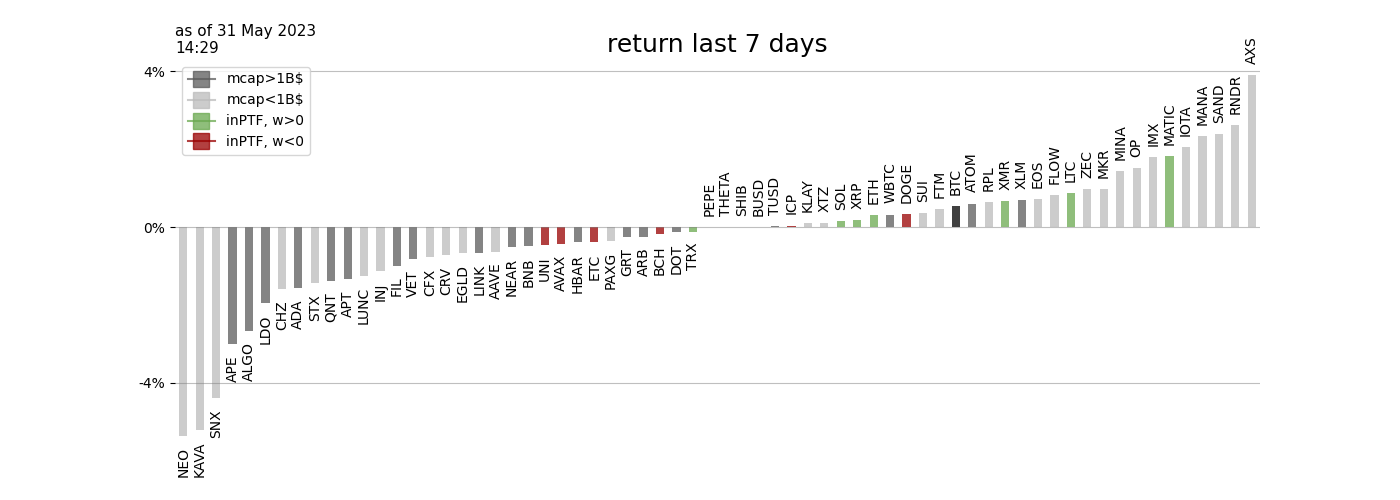 as of 31 May 2023
14:29
return last 7 days
4%
0%
-4%
mcap>1B$
mcap<1B$
inPTF, w>0
inPTF, w<0
NEO
KAVA
SNX
APE
ALGO
LDO
CHZ
ADA
STX
QNT
APT
LUNC
INJ
FIL
VET
CFX
CRV
EGLD
LINK
AAVE
NEAR
BNB
UNI
AVAX
HBAR
ETC
PAXG
GRT
ARB
BCH
DOT
TRX
PEPE
THETA
SHIB
BUSD
TUSD
ICP
KLAY
XTZ
SOL
XRP
ETH
WBTC
DOGE
SUI
FTM
BTC
ATOM
RPL
XMR
XLM
EOS
FLOW
LTC
ZEC
MKR
MINA
OP
IMX
MATIC
IOTA
MANA
SAND
RNDR
AXS